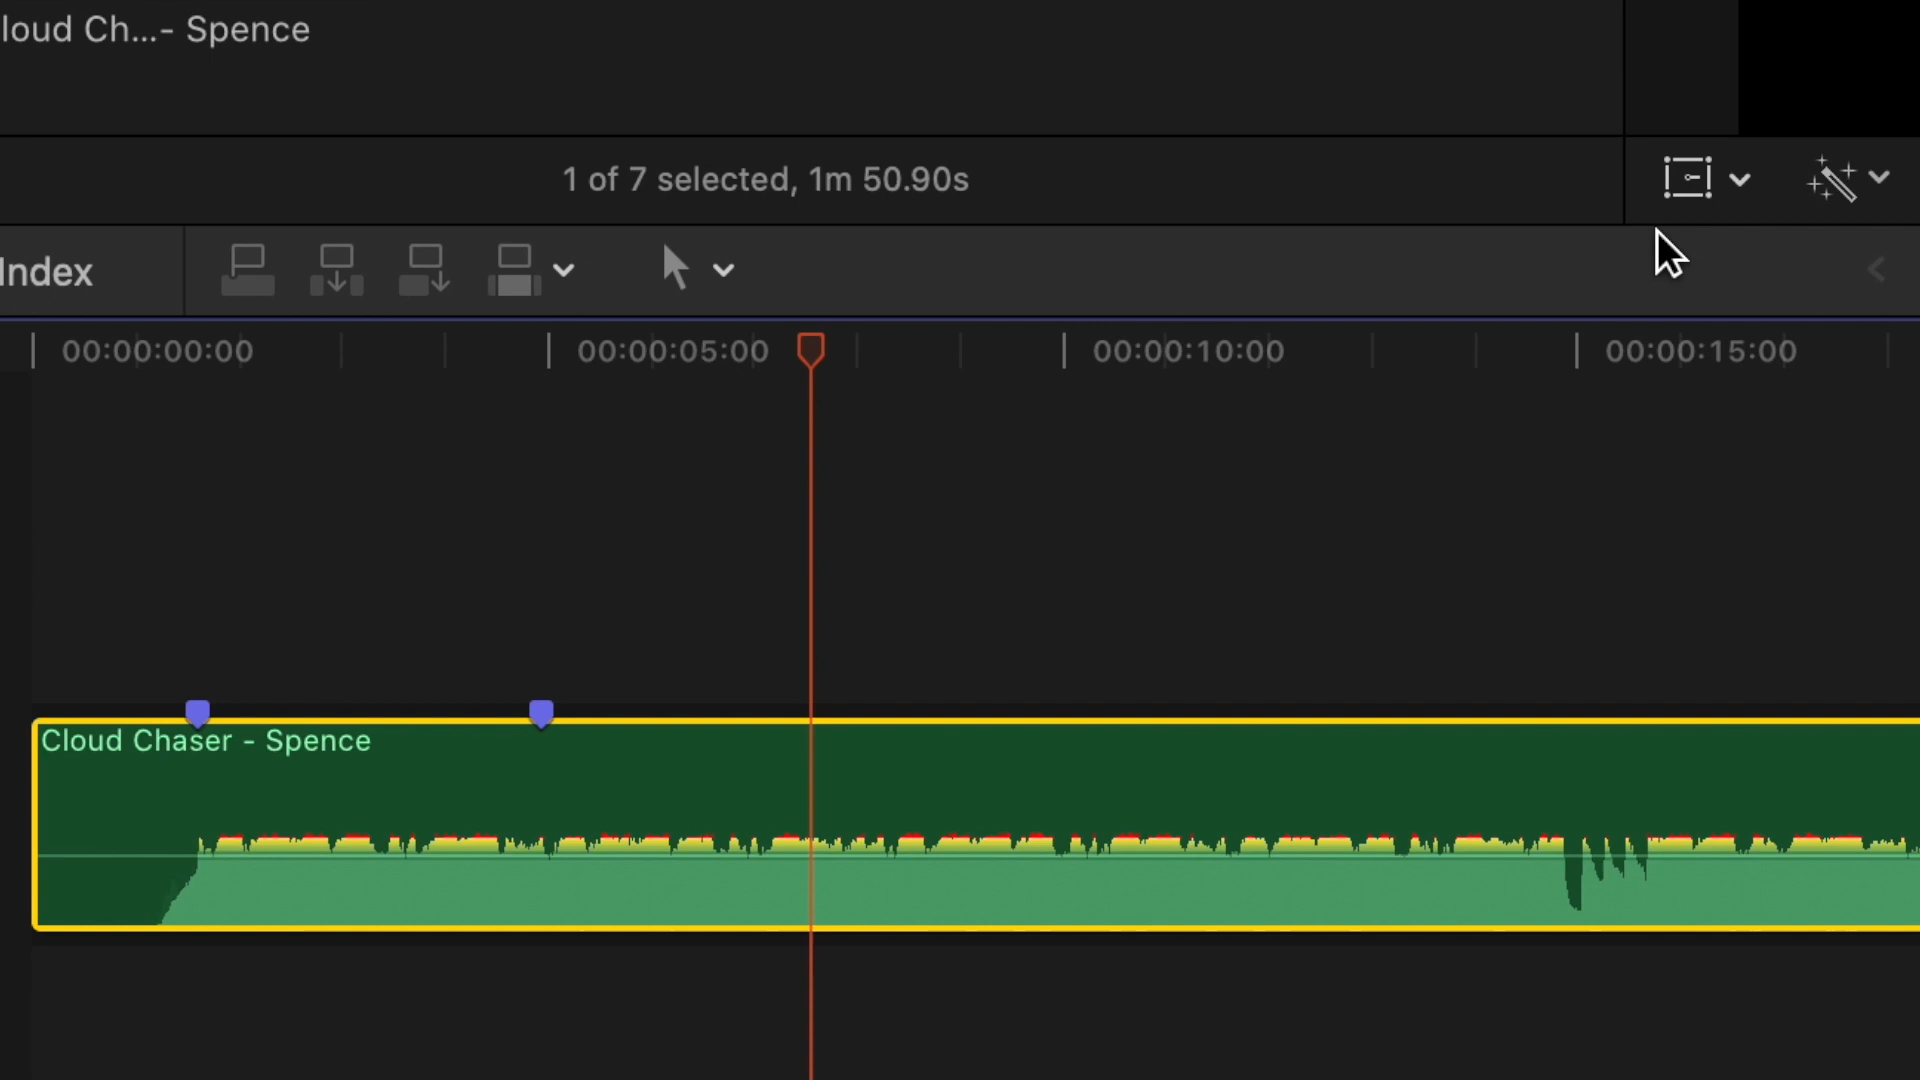 loud Ch...- Spence
1 of 7 selected, 1m 50.90s
Index
00:00:00:00
00:00:05:00
00:00:10:00
00:00:15:00
Cloud Chaser - Spence